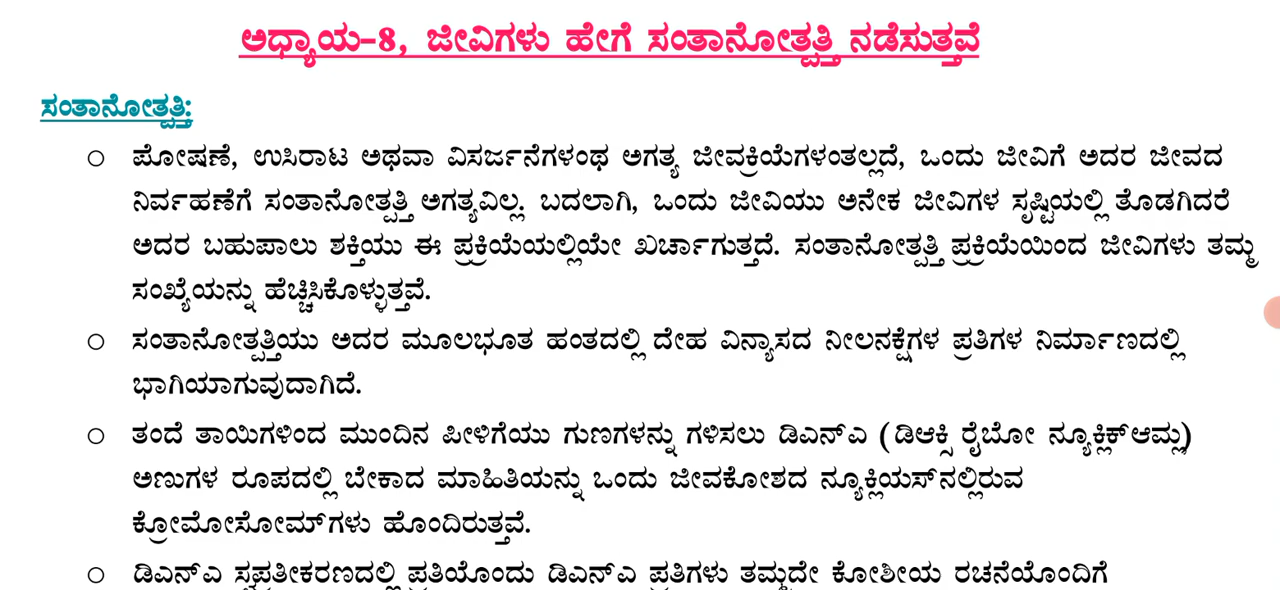 ಅಧ್ಯಾಯ-8, ಜೀವಿಗಳು ಹೇಗೆ ಸಂತಾನೋತ್ಪತ್ತಿ ನಡೆಸುತ್ತವೆ
ಸಂತಾನೋತ್ಪತ್ತಿ:
○ ಪೋಷಣೆ, ಉಸಿರಾಟ ಅಥವಾ ವಿಸರ್ಜನೆಗಳಂಥ ಅಗತ್ಯ ಜೀವಕ್ರಿಯೆಗಳಂತಲ್ಲದೆ, ಒಂದು ಜೀವಿಗೆ ಅದರ ಜೀವದ
ನಿರ್ವಹಣೆಗೆ ಸಂತಾನೋತ್ಪತ್ತಿ ಅಗತ್ಯವಿಲ್ಲ. ಬದಲಾಗಿ, ಒಂದು ಜೀವಿಯು ಅನೇಕ ಜೀವಿಗಳ ಸೃಷ್ಟಿಯಲ್ಲಿ ತೊಡಗಿದರೆ
ಅದರ ಬಹುಪಾಲು ಶಕ್ತಿಯು ಈ ಪ್ರಕ್ರಿಯೆಯಲ್ಲಿಯೇ ಖರ್ಚಾಗುತ್ತದೆ. ಸಂತಾನೋತ್ಪತ್ತಿ ಪ್ರಕ್ರಿಯೆಯಿಂದ ಜೀವಿಗಳು ತಮ್ಮ
ಸಂಖ್ಯೆಯನ್ನು ಹೆಚ್ಚಿಸಿಕೊಳ್ಳುತ್ತವೆ.
○ ಸಂತಾನೋತ್ಪತ್ತಿಯು ಅದರ ಮೂಲಭೂತ ಹಂತದಲ್ಲಿ ದೇಹ ವಿನ್ಯಾಸದ ನೀಲನಕ್ಷೆಗಳ ಪ್ರತಿಗಳ ನಿರ್ಮಾಣದಲ್ಲಿ
ಭಾಗಿಯಾಗುವುದಾಗಿದೆ.
○ ತಂದೆ ತಾಯಿಗಳಿಂದ ಮುಂದಿನ ಪೀಳಿಗೆಯು ಗುಣಗಳನ್ನು ಗಳಿಸಲು ಡಿಎನ್ಎ (ಡಿಆಕ್ಸಿ ರೈಬೋ ನ್ಯೂಕ್ಲಿಕ್ಆಮ್ಲ)
ಅಣುಗಳ ರೂಪದಲ್ಲಿ ಬೇಕಾದ ಮಾಹಿತಿಯನ್ನು ಒಂದು ಜೀವಕೋಶದ ನ್ಯೂಕ್ಲಿಯಸ್‌ನಲ್ಲಿರುವ
ಕ್ರೋಮೋಸೋಮ್‌ಗಳು ಹೊಂದಿರುತ್ತವೆ.
○ ಡಿಎನ್ಎ ಸ್ವಪ್ರತೀಕರಣದಲ್ಲಿ ಪ್ರತಿಯೊಂದು ಡಿಎನ್ಎ ಪ್ರತಿಗಳು ತಮ್ಮದೇ ಕೋಶೀಯ ರಚನೆಯೊಂದಿಗೆ